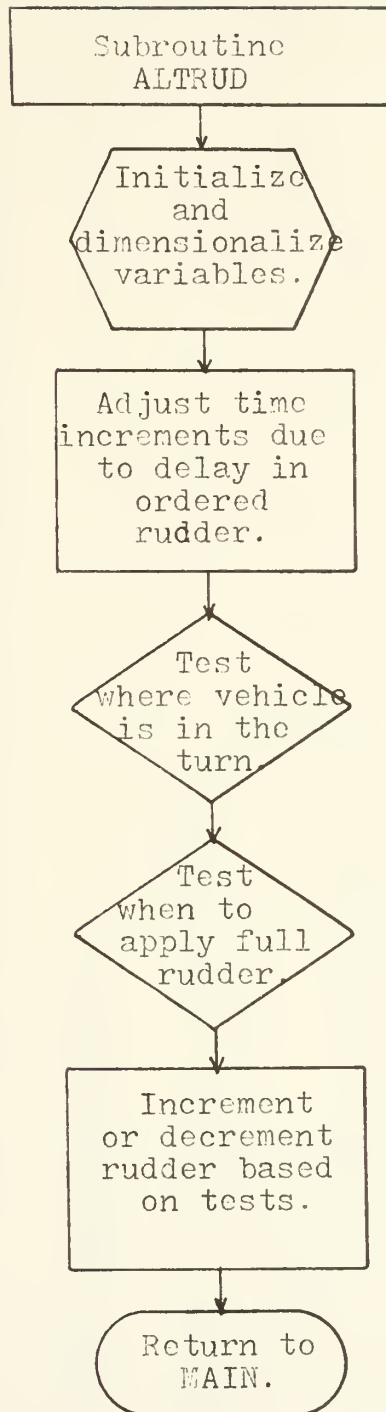 Subroutine
ALTRUD
Initialize
and
dimensionalize
variables.
Adjust time
increments due
to delay in
ordered
rudder.
Test
where vehicle
is in the
turn.
Test
when to
apply full
rudder.
Increment
or decrement
rudder based
on tests.
Return to
MAIN.